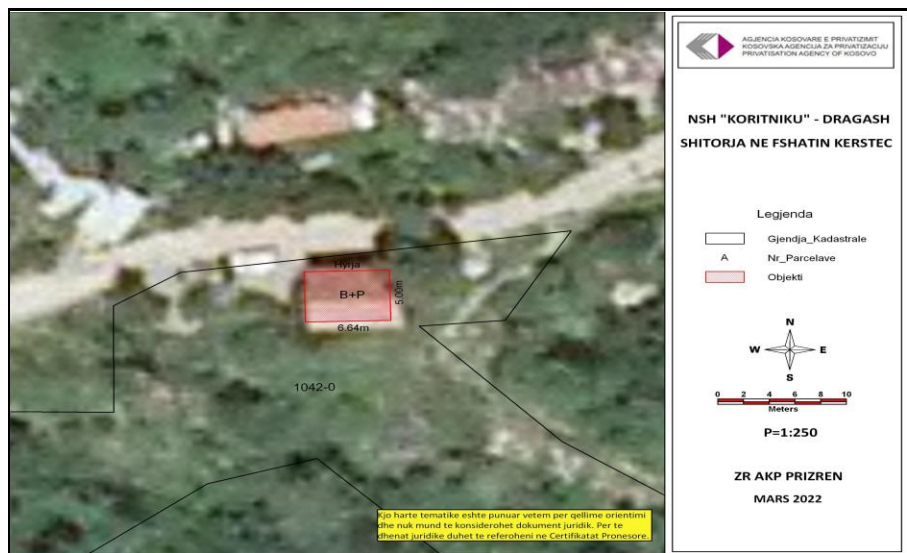 AGJENCIA KOSOVARE E PRIVATIZIMIT
KOSOVSKA AGENCIJA ZA PRIVATIZACIJU
PRIVATISATION AGENCY OF KOSOVO
NSH "KORITNIKU" - DRAGASH
SHITORJA NE FSHATIN KERSTEC
Legjenda
Gjendja_Kadastrale
A Nr_Parcelave
Objekti
N
W E
S
0 2 4 6 8 10
Meters
P=1:250
ZR AKP PRIZREN
MARS 2022
Hyrja
B+P
5.00m
6.64m
1042-0
Kjo harte tematike eshte punuar vetem per qellime orientimi
dhe nuk mund te konsiderohet dokument juridik. Per te
dhenat juridike duhet te referoheni ne Certifikatat Pronesore.